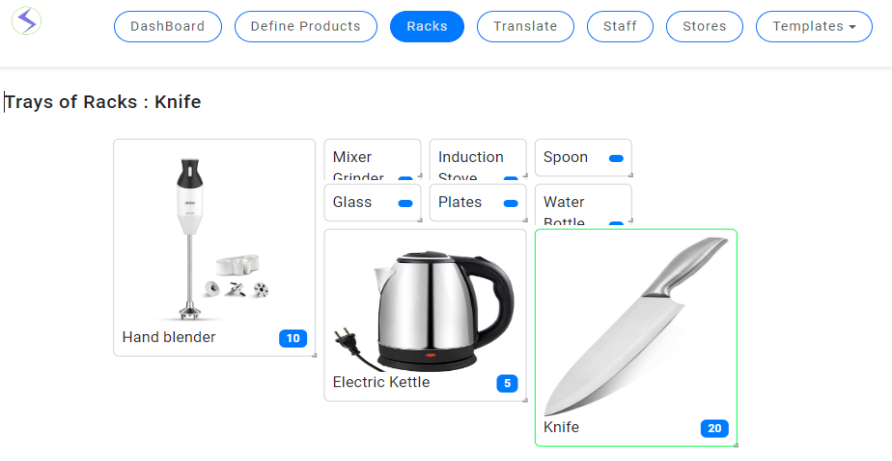 DashBoard
Define Products
Racks
Translate
Staff
Stores
Templates
Trays of Racks : Knife
Mixer
Grinder
Induction
Stove
Spoon
Glass
Plates
Water
Bottle
Hand blender
10
Electric Kettle
5
Knife
20